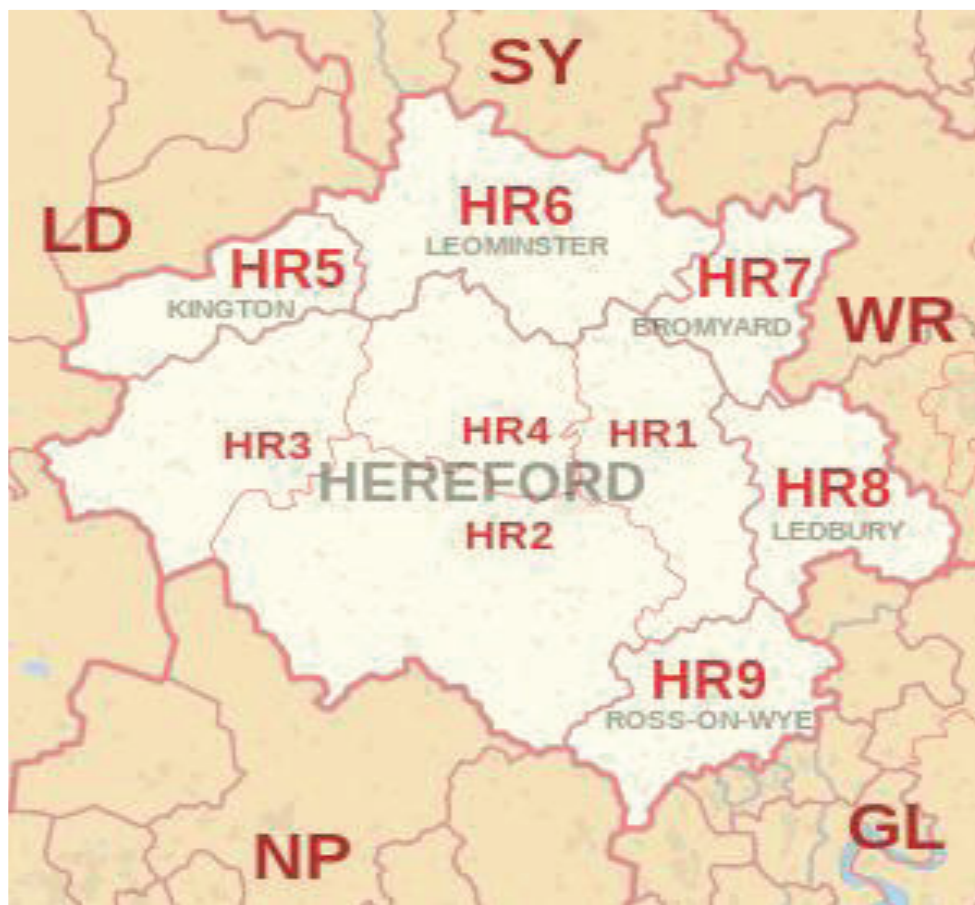 SY
HR6
LEOMINSTER
LD
HR5
KINGTON
HR7
BROMYARD
WR
HR3
HR4
HR1
HEREFORD
HR2
HR8
LEDBURY
HR9
ROSS-ON-WYE
NP
GL